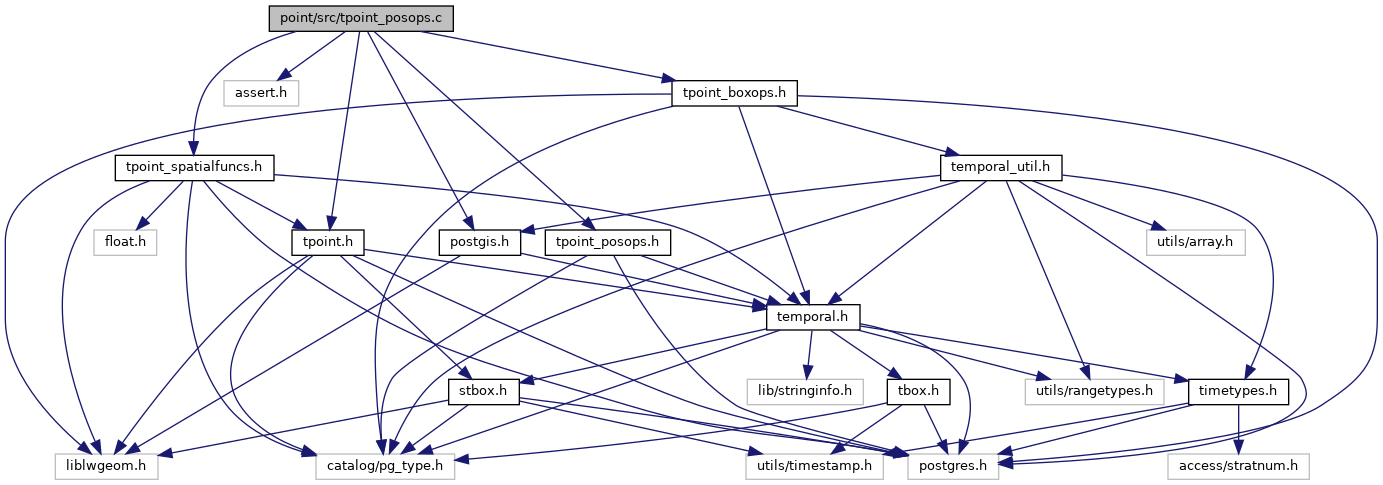 point/src/tpoint_posops.c
assert.h
tpoint_boxops.h
tpoint_spatialfuncs.h
temporal_util.h
float.h
tpoint.h
postgis.h
tpoint_posops.h
utils/array.h
temporal.h
stbox.h
lib/stringinfo.h
tbox.h
utils/rangetypes.h
timetypes.h
liblwgeom.h
catalog/pg_type.h
utils/timestamp.h
postgres.h
access/stratnum.h